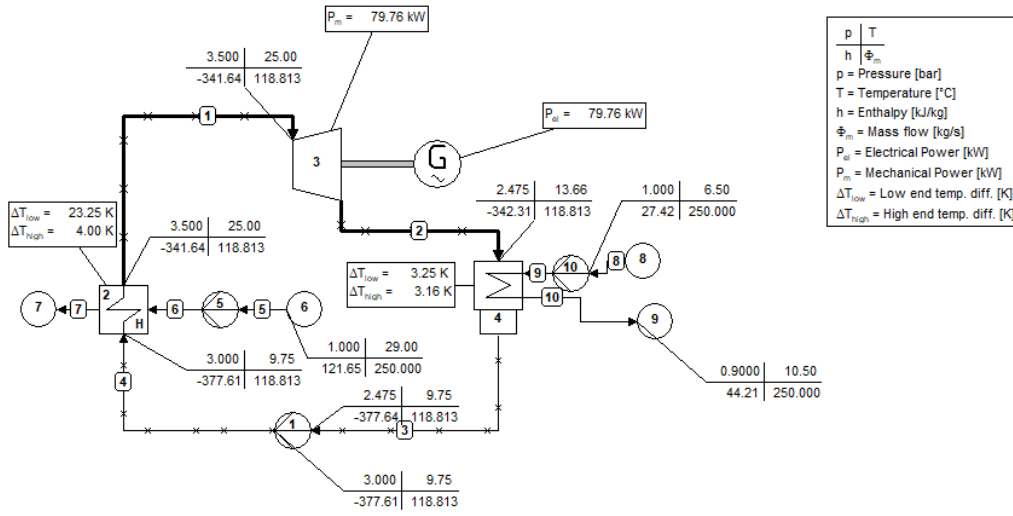 P_m = 79.76 kW
p T
h Φ_m
p = Pressure [bar]
T = Temperature [°C]
h = Enthalpy [kJ/kg]
Φ_m = Mass flow [kg/s]
P_el = Electrical Power [kW]
P_m = Mechanical Power [kW]
ΔT_low = Low end temp. diff. [K]
ΔT_high = High end temp. diff. [K]
3.500 25.00
-341.64 118.813
1
P_el = 79.76 kW
3
G
~
2.475 13.66
-342.31 118.813
1.000 6.50
27.42 250.000
ΔT_low = 23.25 K
ΔT_high = 4.00 K
3.500 25.00
-341.64 118.813
2
ΔT_low = 3.25 K
ΔT_high = 3.16 K
9
10
8
8
10
7
7
2
H
6
5
5
6
4
9
1.000 29.00
121.65 250.000
3.000 9.75
-377.61 118.813
4
0.9000 10.50
44.21 250.000
2.475 9.75
-377.64 118.813
1
3
3.000 9.75
-377.61 118.813